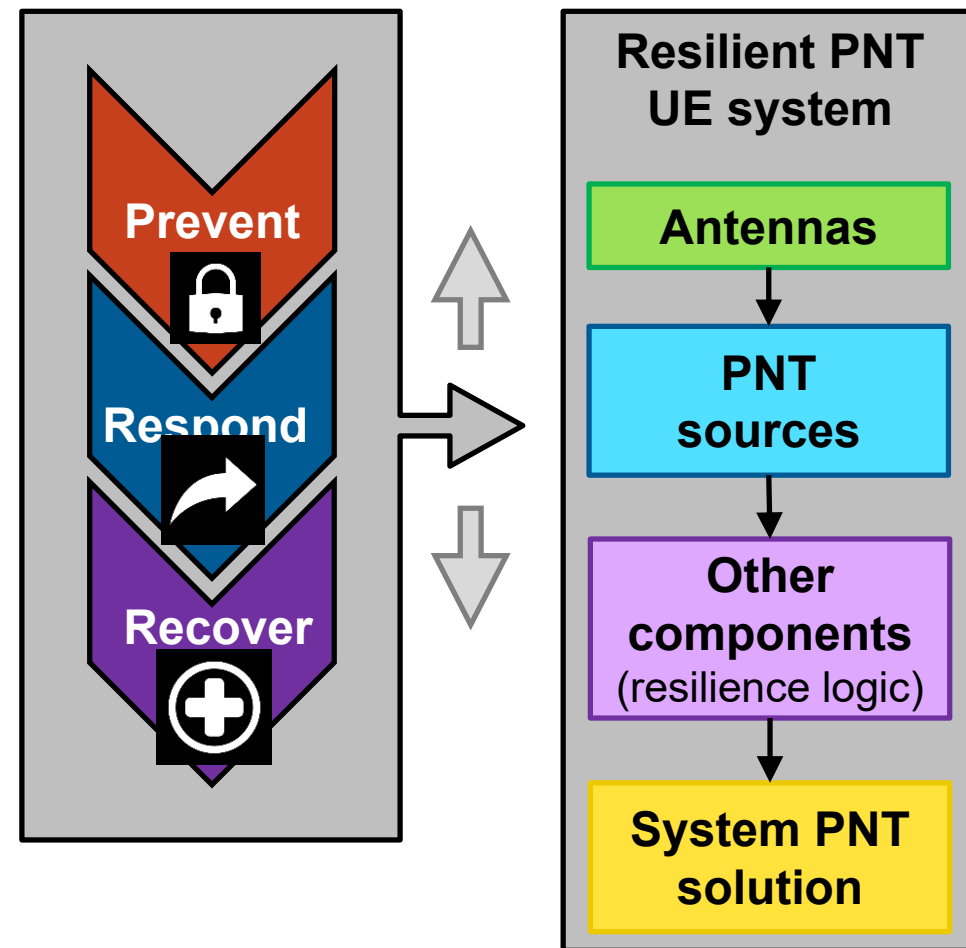 Prevent
Respond
Recover
Resilient PNT
UE system
Antennas
PNT
sources
Other
components
(resilience logic)
System PNT
solution